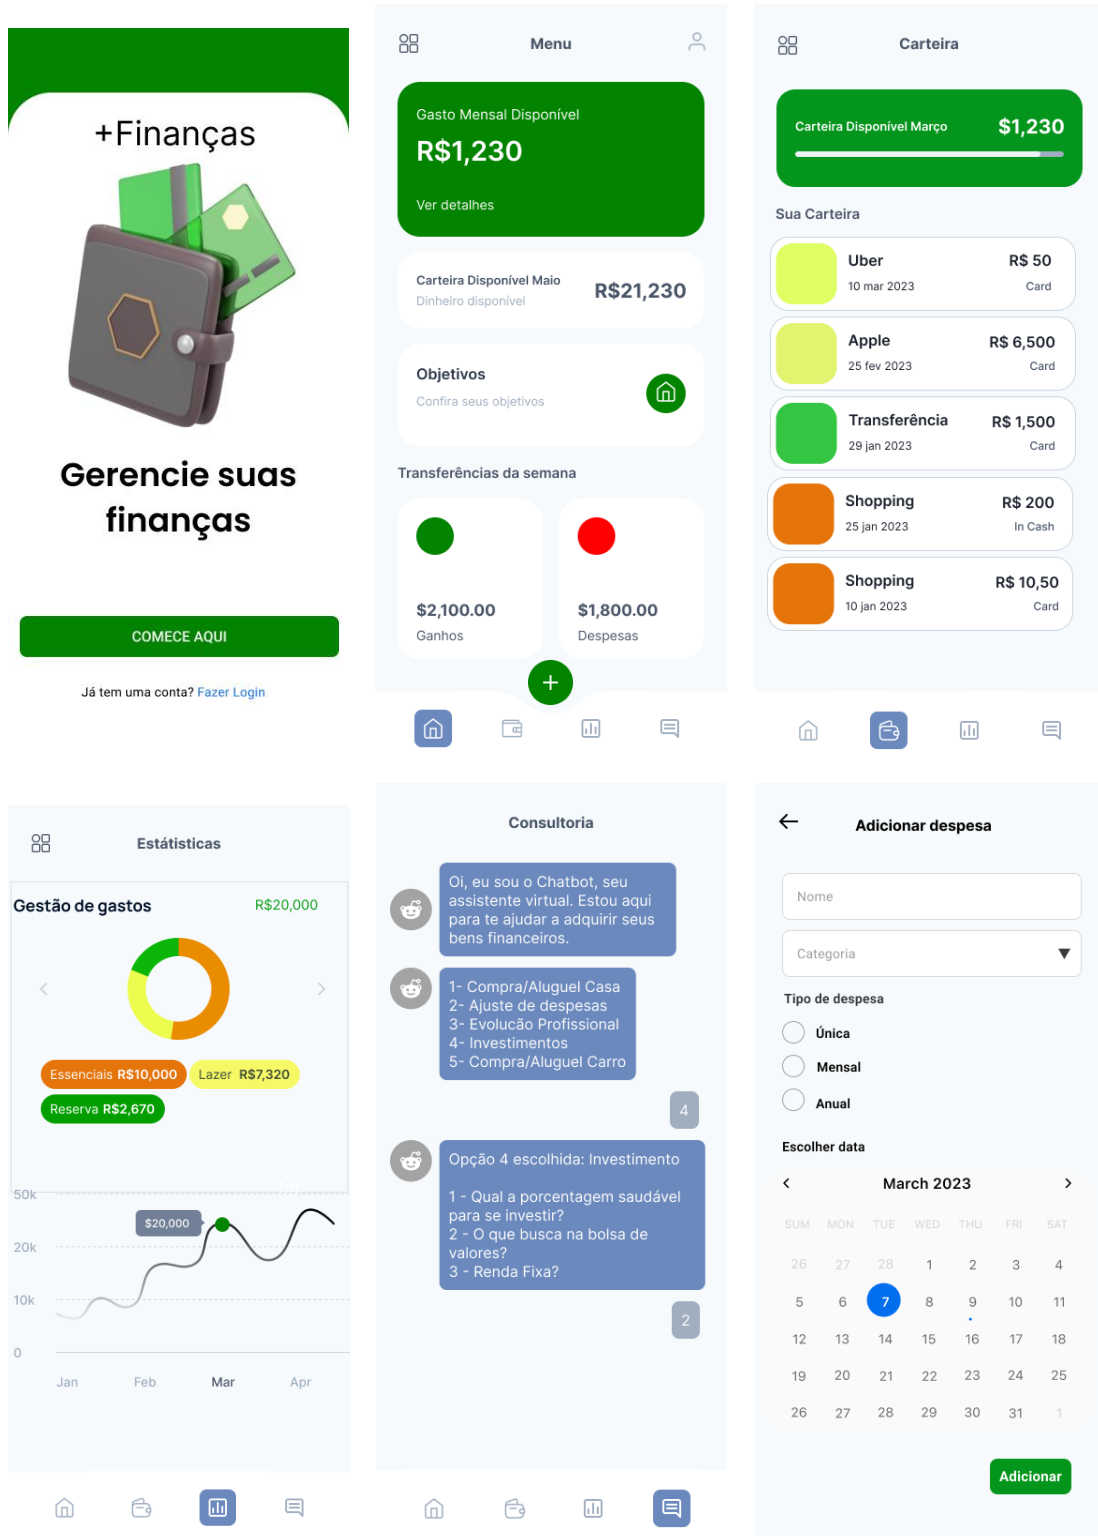 +Finanças
Gerencie suas
finanças
COMECE AQUI
Já tem uma conta? Fazer Login
Menu
Gasto Mensal Disponível
R$1,230
Ver detalhes
Carteira Disponível Maio
Dinheiro disponível
R$21,230
Objetivos
Confira seus objetivos
Transferências da semana
$2,100.00
Ganhos
$1,800.00
Despesas
+
Carteira
Carteira Disponível Março
$1,230
Sua Carteira
Uber
R$ 50
10 mar 2023
Card
Apple
R$ 6,500
25 fev 2023
Card
Transferência
R$ 1,500
29 jan 2023
Card
Shopping
R$ 200
25 jan 2023
In Cash
Shopping
R$ 10,50
10 jan 2023
Card
Estátisticas
Gestão de gastos
R$20,000
Essenciais R$10,000
Lazer R$7,320
Reserva R$2,670
50k
$20,000
20k
10k
0
Jan Feb Mar Apr
Consultoria
Oi, eu sou o Chatbot, seu
assistente virtual. Estou aqui
para te ajudar a adquirir seus
bens financeiros.
1- Compra/Aluguel Casa
2- Ajuste de despesas
3- Evolucão Profissional
4- Investimentos
5- Compra/Aluguel Carro
4
Opção 4 escolhida: Investimento
1 - Qual a porcentagem saudável
para se investir?
2 - O que busca na bolsa de
valores?
3 - Renda Fixa?
2
Adicionar despesa
Nome
Categoria
Tipo de despesa
Única
Mensal
Anual
Escolher data
March 2023
SUM MON TUE WED THU FRI SAT
26 27 28 1 2 3 4
5 6 7 8 9 10 11
12 13 14 15 16 17 18
19 20 21 22 23 24 25
26 27 28 29 30 31 1
Adicionar